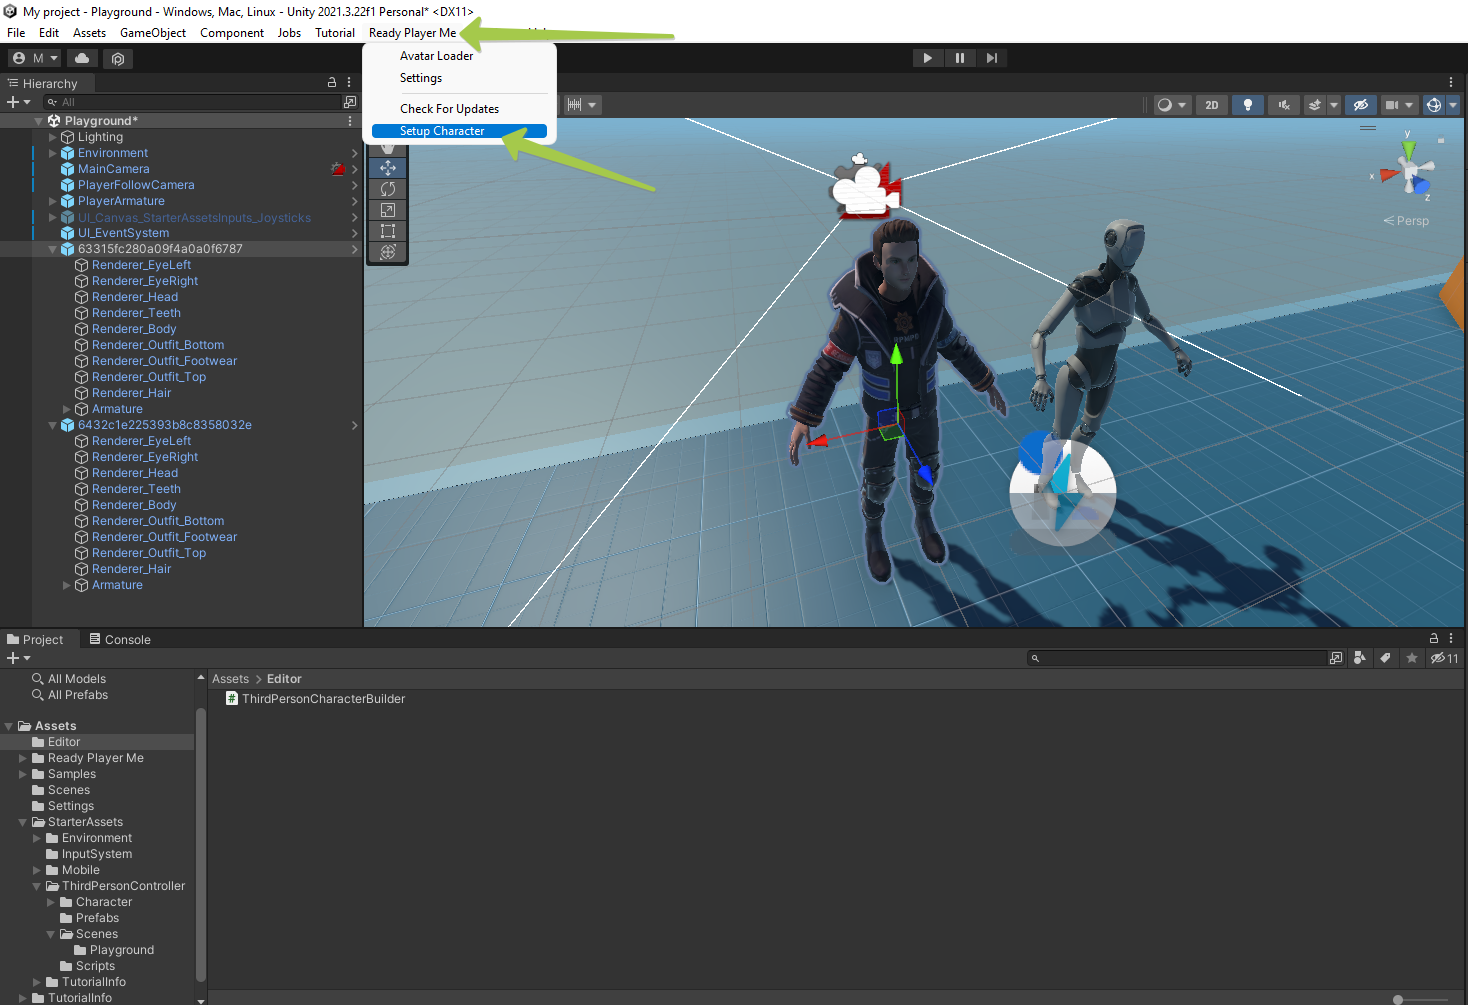 My project - Playground - Windows, Mac, Linux - Unity 2021.3.22f1 Personal* <DX11>
File Edit Assets GameObject Component Jobs Tutorial Ready Player Me
Avatar Loader
Settings
Check For Updates
Setup Character
M
Hierarchy
All
2D
Playground*
Lighting
Environment
MainCamera
PlayerFollowCamera
PlayerArmature
UI_Canvas_StarterAssetsInputs_Joysticks
UI_EventSystem
63315fc280a09f4a0a0f6787
Renderer_EyeLeft
Renderer_EyeRight
Renderer_Head
Renderer_Teeth
Renderer_Body
Renderer_Outfit_Bottom
Renderer_Outfit_Footwear
Renderer_Outfit_Top
Renderer_Hair
Armature
6432c1e225393b8c8358032e
Renderer_EyeLeft
Renderer_EyeRight
Renderer_Head
Renderer_Teeth
Renderer_Body
Renderer_Outfit_Bottom
Renderer_Outfit_Footwear
Renderer_Outfit_Top
Renderer_Hair
Armature
y
x
z
Persp
Project Console
11
All Models
All Prefabs
Assets
Editor
Ready Player Me
Samples
Scenes
Settings
StarterAssets
Environment
InputSystem
Mobile
ThirdPersonController
Character
Prefabs
Scenes
Playground
Scripts
TutorialInfo
TutorialInfo
Assets > Editor
ThirdPersonCharacterBuilder